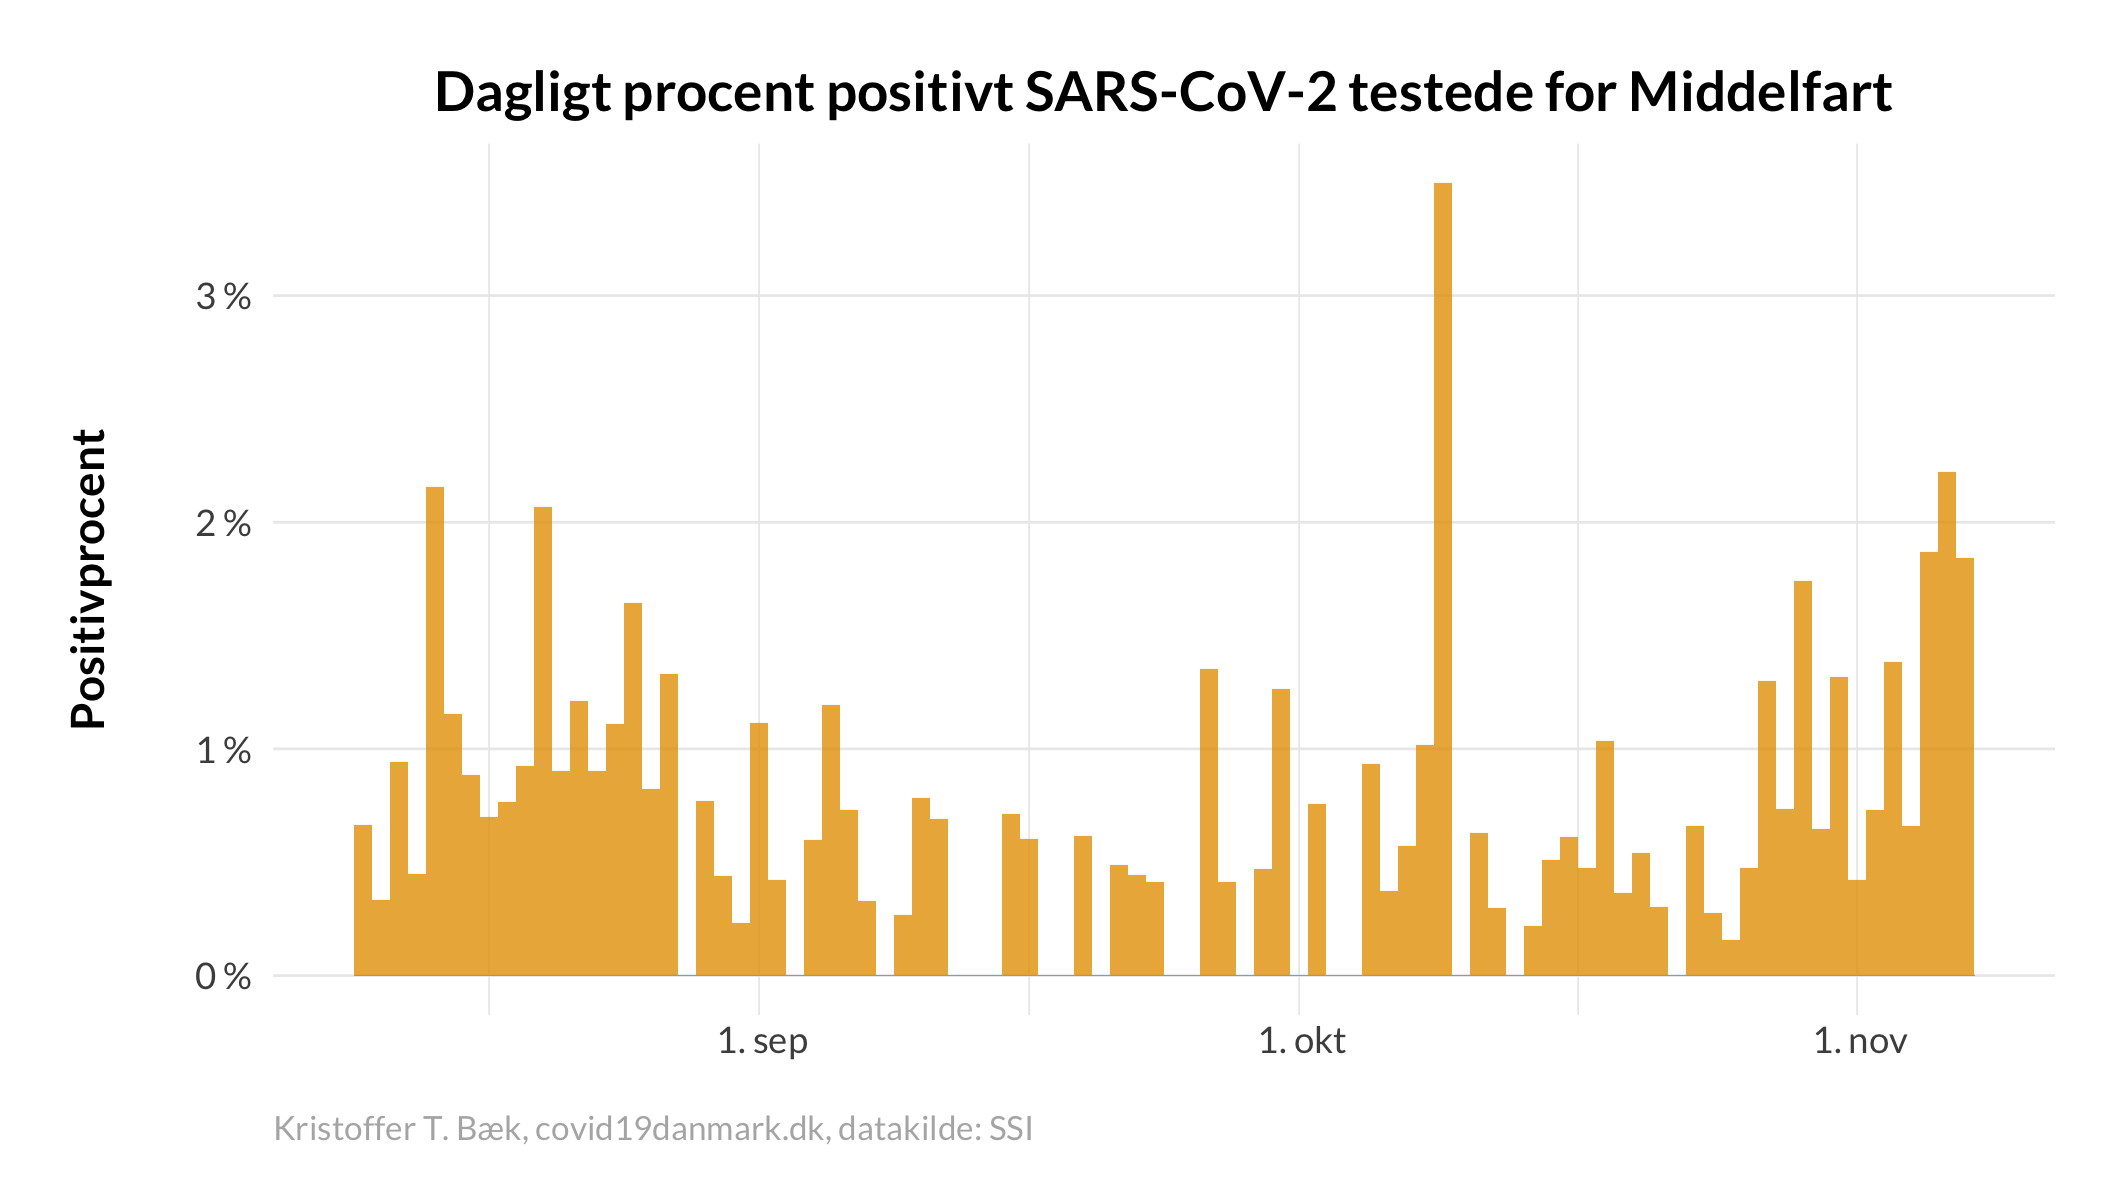 Dagligt procent positivt SARS-CoV-2 testede for Middelfart
Positivprocent
3 %
2 %
1 %
0 %
1. sep
1. okt
1. nov
Kristoffer T. Bæk, covid19danmark.dk, datakilde: SSI